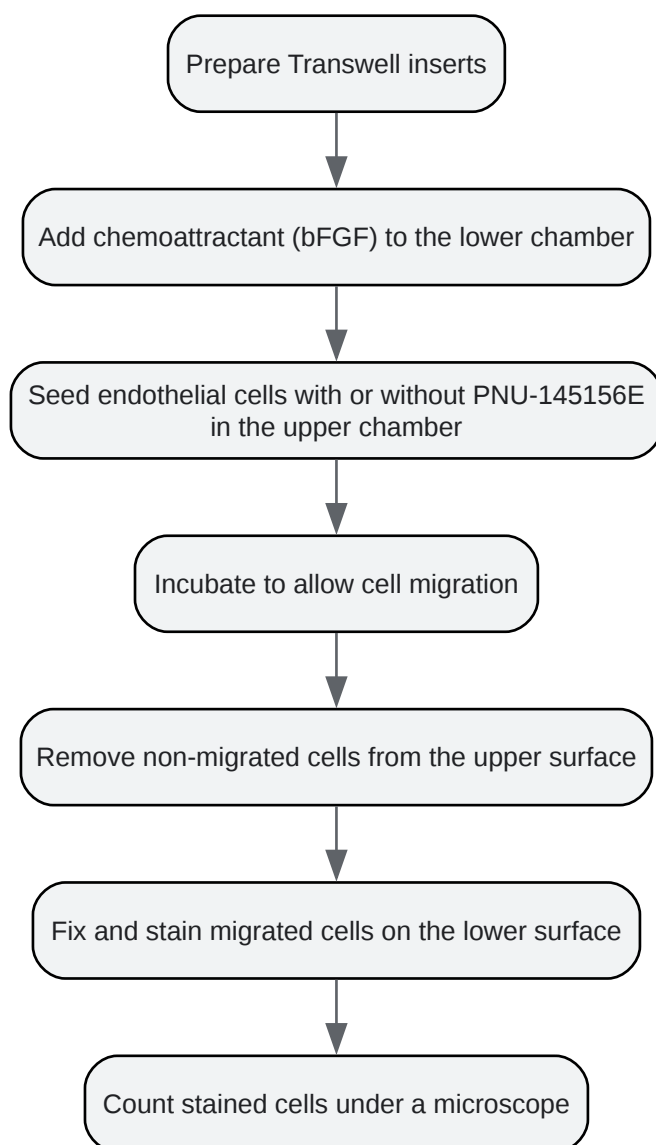 Prepare Transwell inserts
Add chemoattractant (bFGF) to the lower chamber
Seed endothelial cells with or without PNU-145156E
in the upper chamber
Incubate to allow cell migration
Remove non-migrated cells from the upper surface
Fix and stain migrated cells on the lower surface
Count stained cells under a microscope